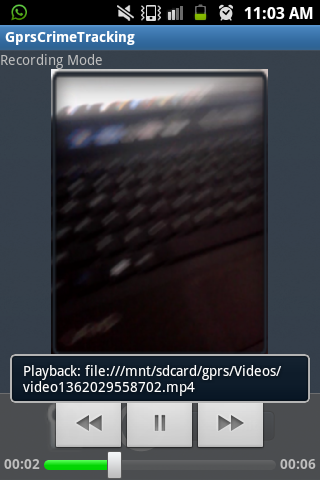 11:03 AM
GprsCrimeTracking
Recording Mode
Playback: file:///mnt/sdcard/gprs/Videos/
video1362029558702.mp4
00:02
00:06